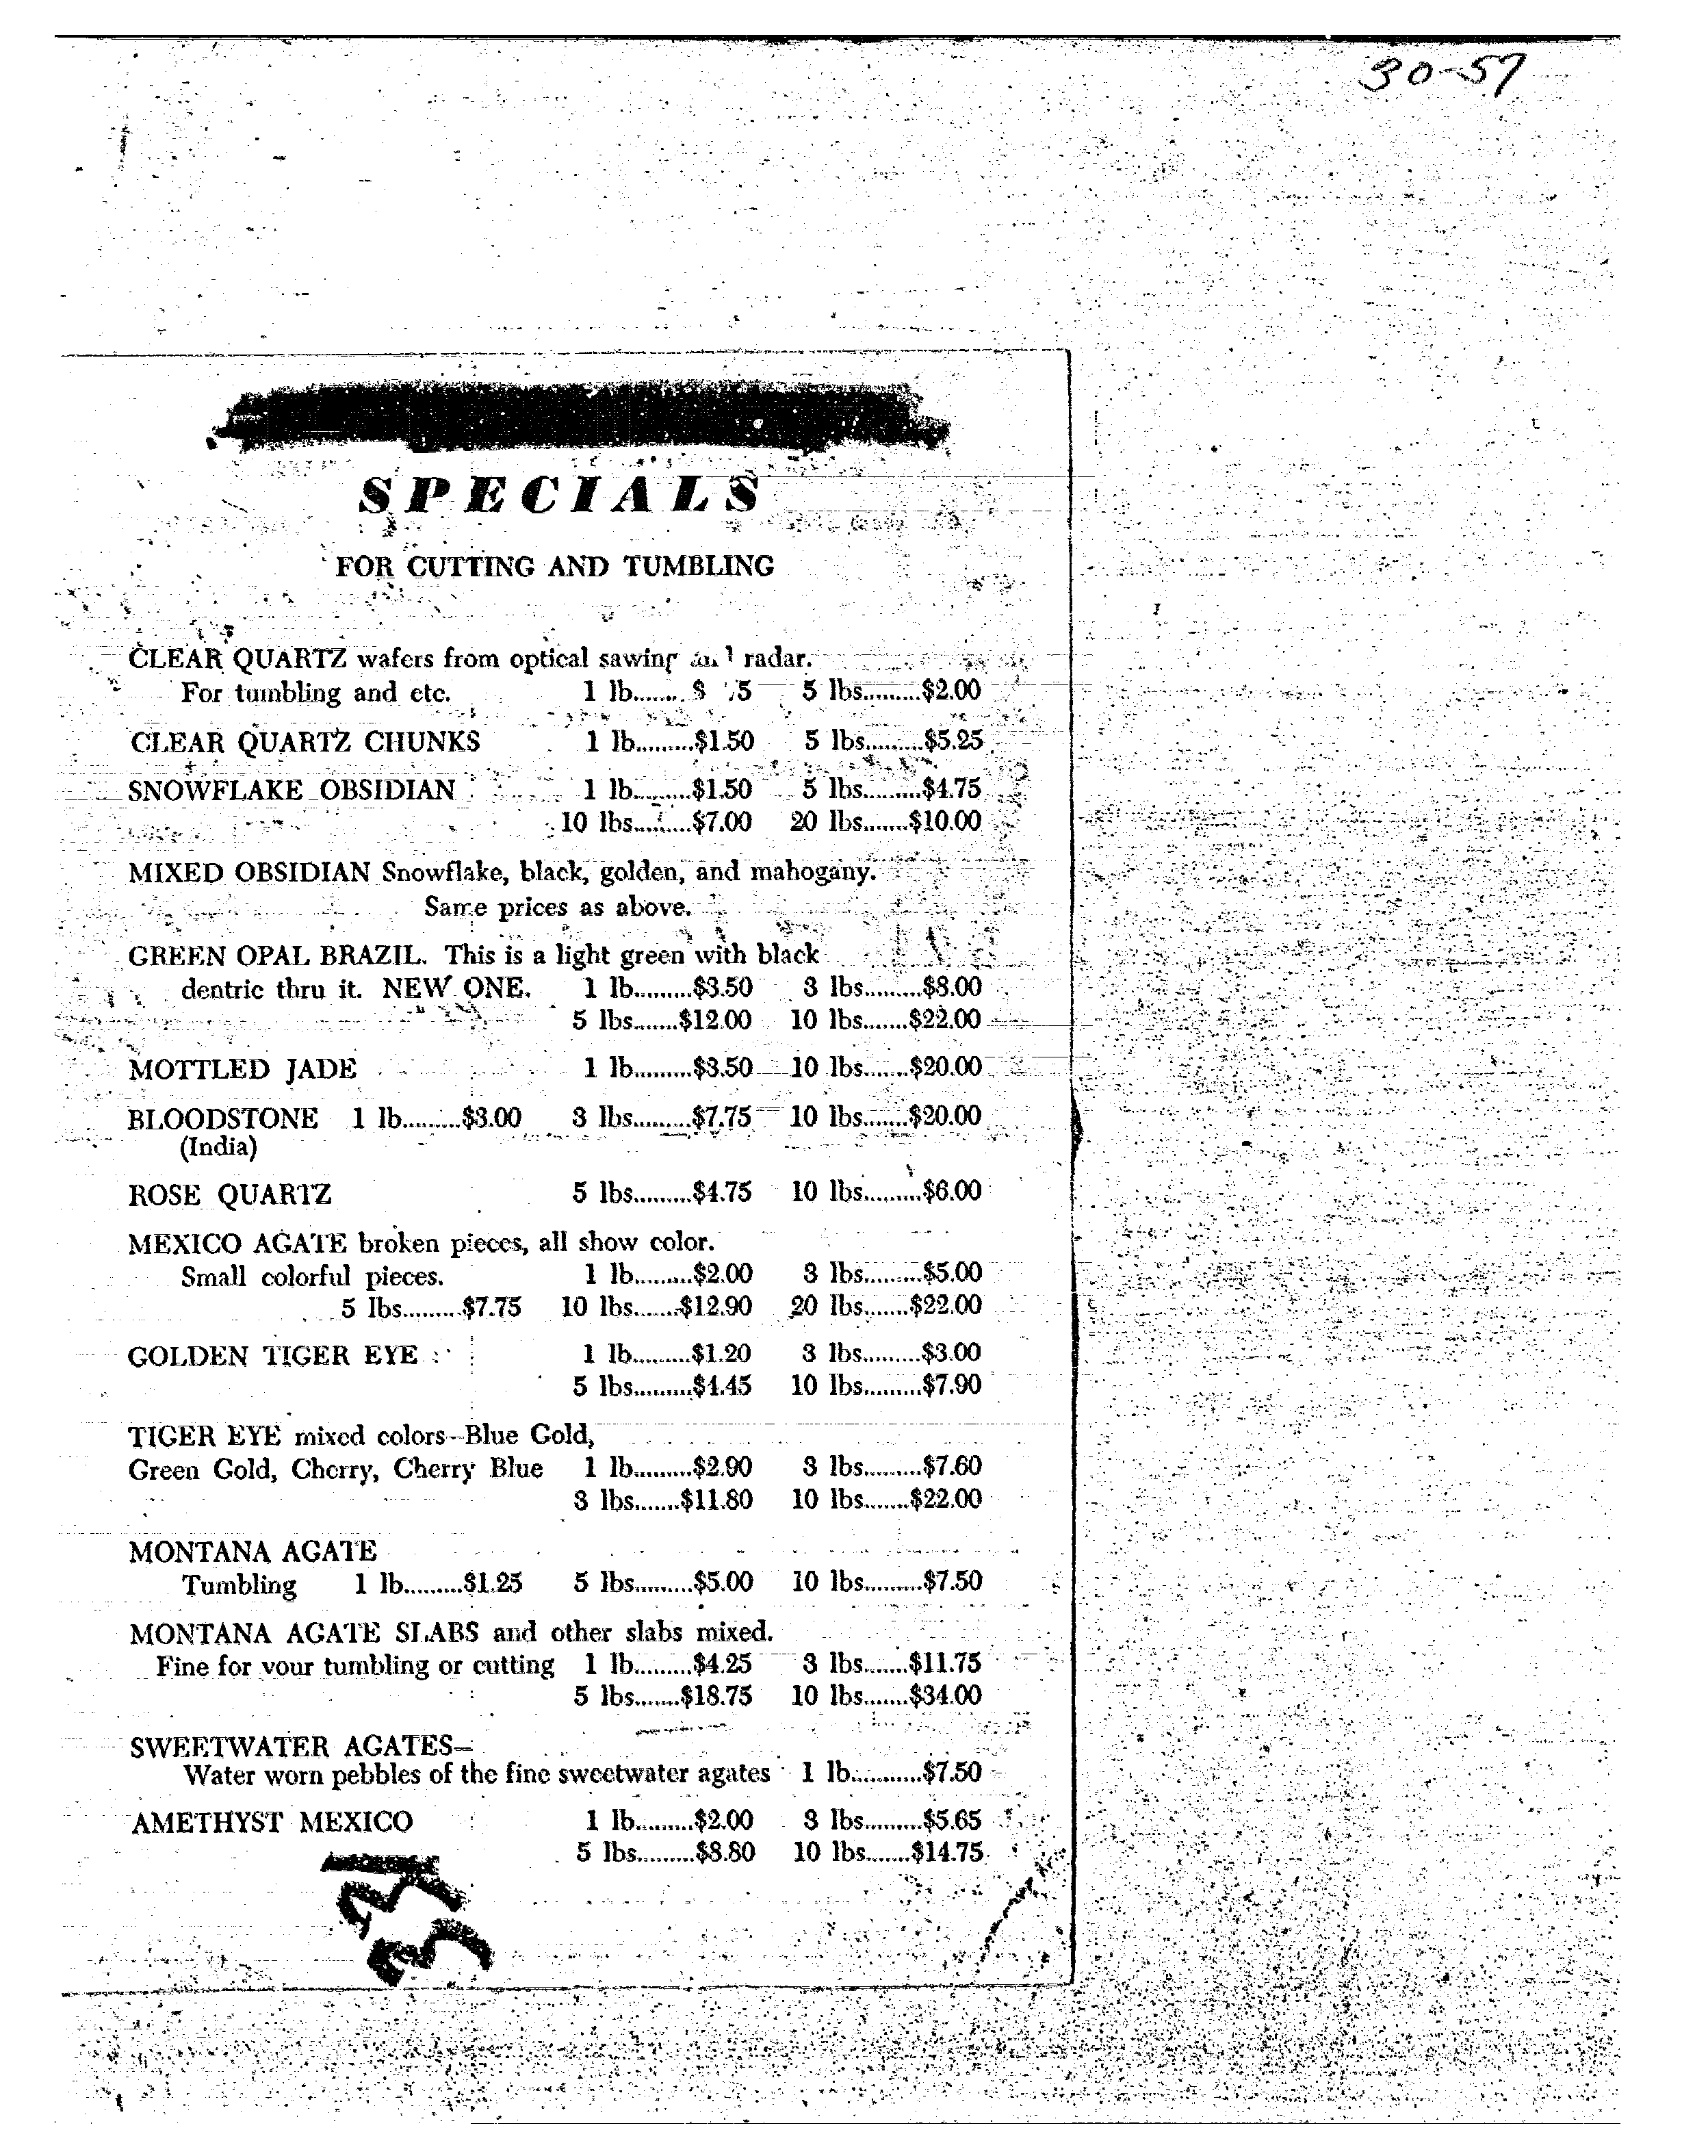 30-57
SPECIALS
FOR CUTTING AND TUMBLING
CLEAR QUARTZ wafers from optical sawing and radar.
For tumbling and etc. 1 lb........$ 5 5 lbs.........$2.00
CLEAR QUARTZ CHUNKS 1 lb.........$1.50 5 lbs.........$5.25
SNOWFLAKE OBSIDIAN 1 lb.........$1.50 5 lbs.........$4.75
10 lbs.........$7.00 20 lbs.......$10.00
MIXED OBSIDIAN Snowflake, black, golden, and mahogany.
Same prices as above.
GREEN OPAL BRAZIL. This is a light green with black
dentric thru it. NEW ONE. 1 lb.........$3.50 3 lbs.........$8.00
5 lbs.......$12.00 10 lbs.......$22.00
MOTTLED JADE 1 lb.........$3.50 10 lbs.......$20.00
BLOODSTONE 1 lb.........$3.00 3 lbs.........$7.75 10 lbs.......$20.00
(India)
ROSE QUARTZ 5 lbs.........$4.75 10 lbs.........$6.00
MEXICO AGATE broken pieces, all show color.
Small colorful pieces. 1 lb.........$2.00 3 lbs.........$5.00
5 lbs.........$7.75 10 lbs.......$12.90 20 lbs.......$22.00
GOLDEN TIGER EYE 1 lb.........$1.20 3 lbs.........$3.00
5 lbs.........$4.45 10 lbs.........$7.90
TIGER EYE mixed colors--Blue Gold,
Green Gold, Cherry, Cherry Blue 1 lb.........$2.90 3 lbs.........$7.60
3 lbs.......$11.80 10 lbs.......$22.00
MONTANA AGATE
Tumbling 1 lb.........$1.25 5 lbs.........$5.00 10 lbs.........$7.50
MONTANA AGATE SLABS and other slabs mixed.
Fine for your tumbling or cutting 1 lb.........$4.25 3 lbs.......$11.75
5 lbs.......$18.75 10 lbs.......$34.00
SWEETWATER AGATES—
Water worn pebbles of the fine sweetwater agates 1 lb...........$7.50
AMETHYST MEXICO 1 lb.........$2.00 3 lbs.........$5.65
5 lbs.........$8.80 10 lbs.......$14.75